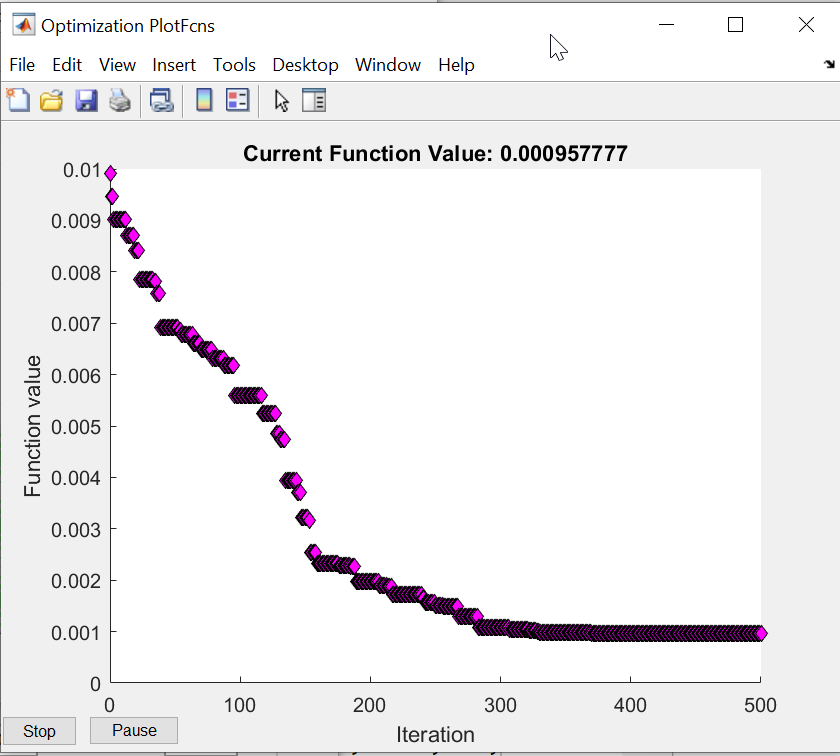 Optimization PlotFcns
File Edit View Insert Tools Desktop Window Help
Current Function Value: 0.000957777
0.01
0.009
0.008
0.007
0.006
0.005
0.004
0.003
0.002
0.001
0
Function value
0 100 200 300 400 500
Iteration
Stop Pause